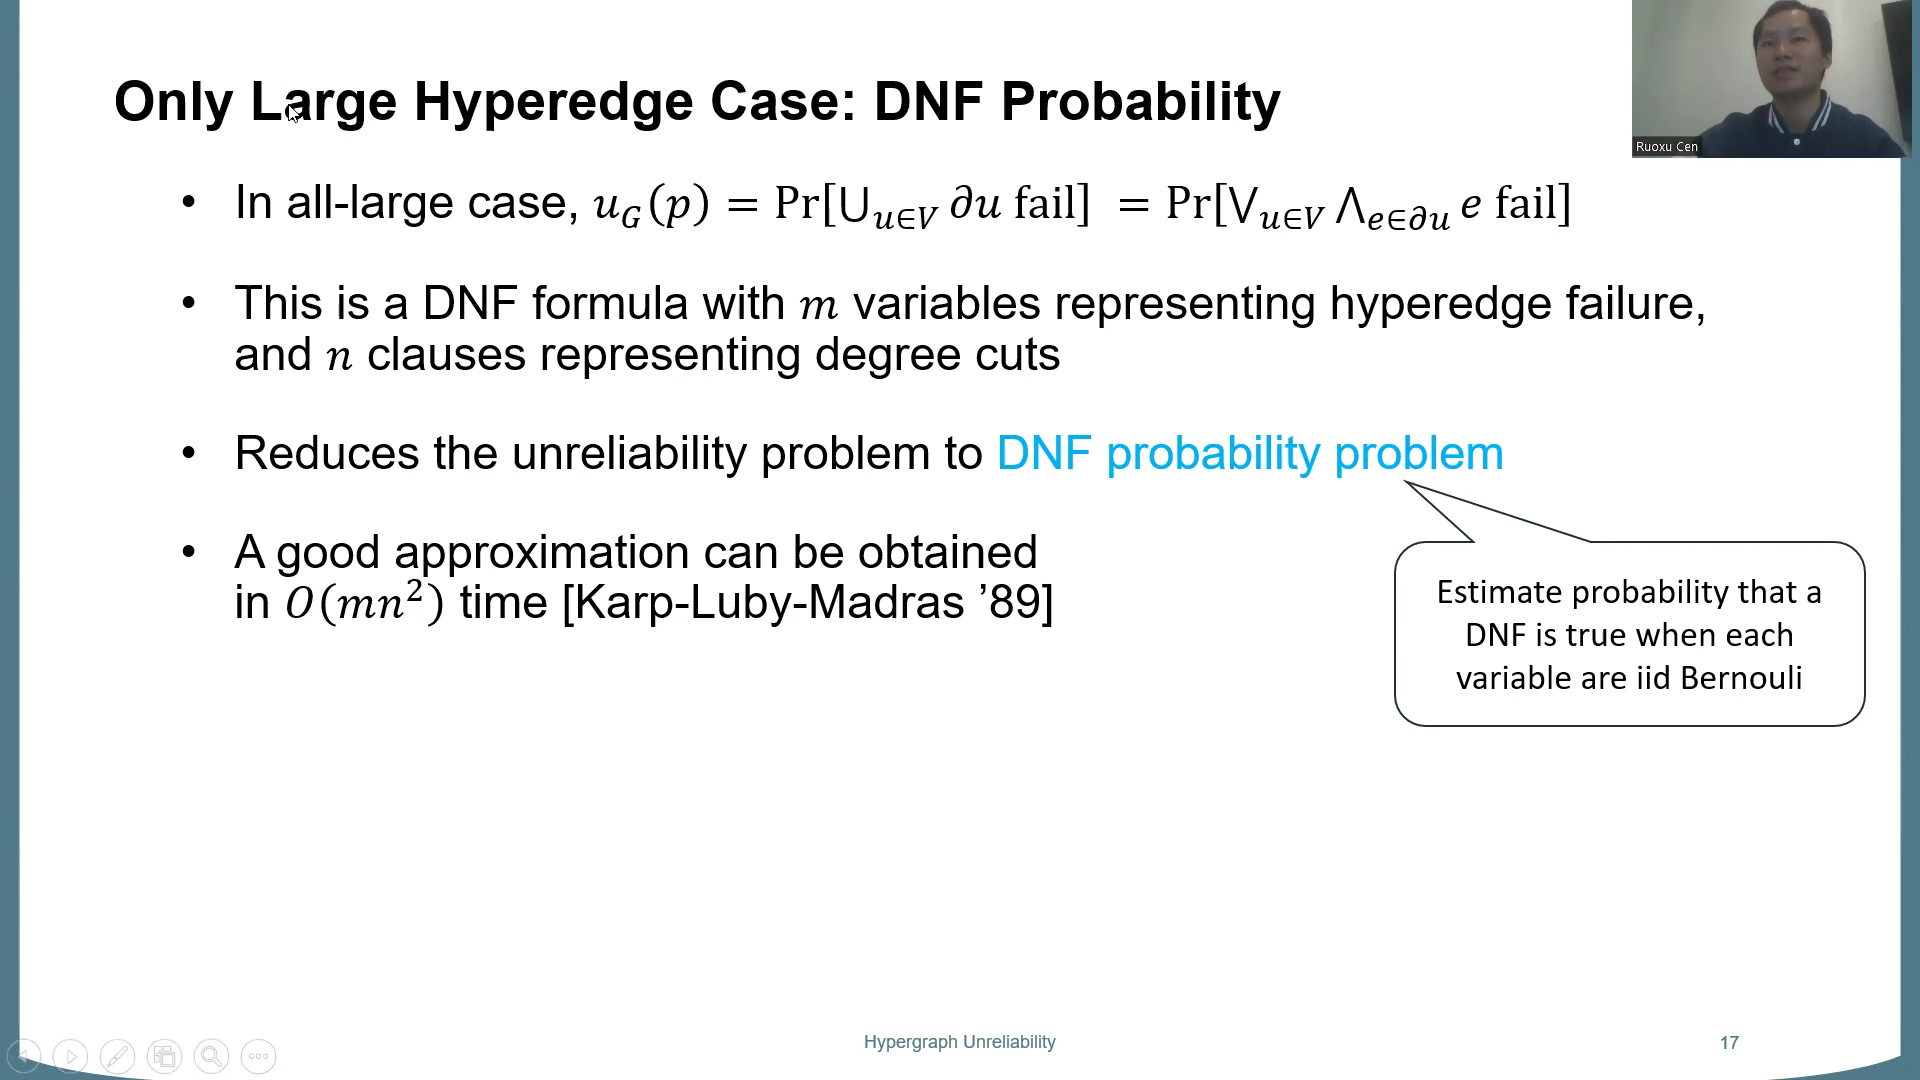 Only Large Hyperedge Case: DNF Probability
Ruoxu Cen
• In all-large case, u_G(p) = Pr[⋃_{u∈V} ∂u fail] = Pr[⋁_{u∈V} ⋀_{e∈∂u} e fail]
• This is a DNF formula with m variables representing hyperedge failure,
and n clauses representing degree cuts
• Reduces the unreliability problem to DNF probability problem
• A good approximation can be obtained
in O(mn²) time [Karp-Luby-Madras ’89]
Estimate probability that a
DNF is true when each
variable are iid Bernouli
Hypergraph Unreliability
17